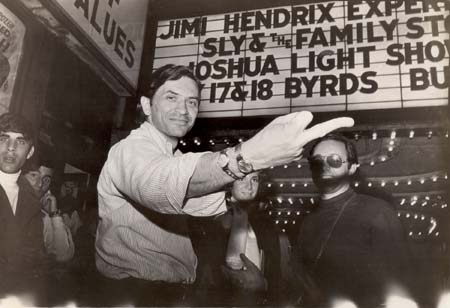 VALUES
JIMI HENDRIX EXPER
SLY & THE FAMILY ST
JOSHUA LIGHT SHOW
17&18 BYRDS BU